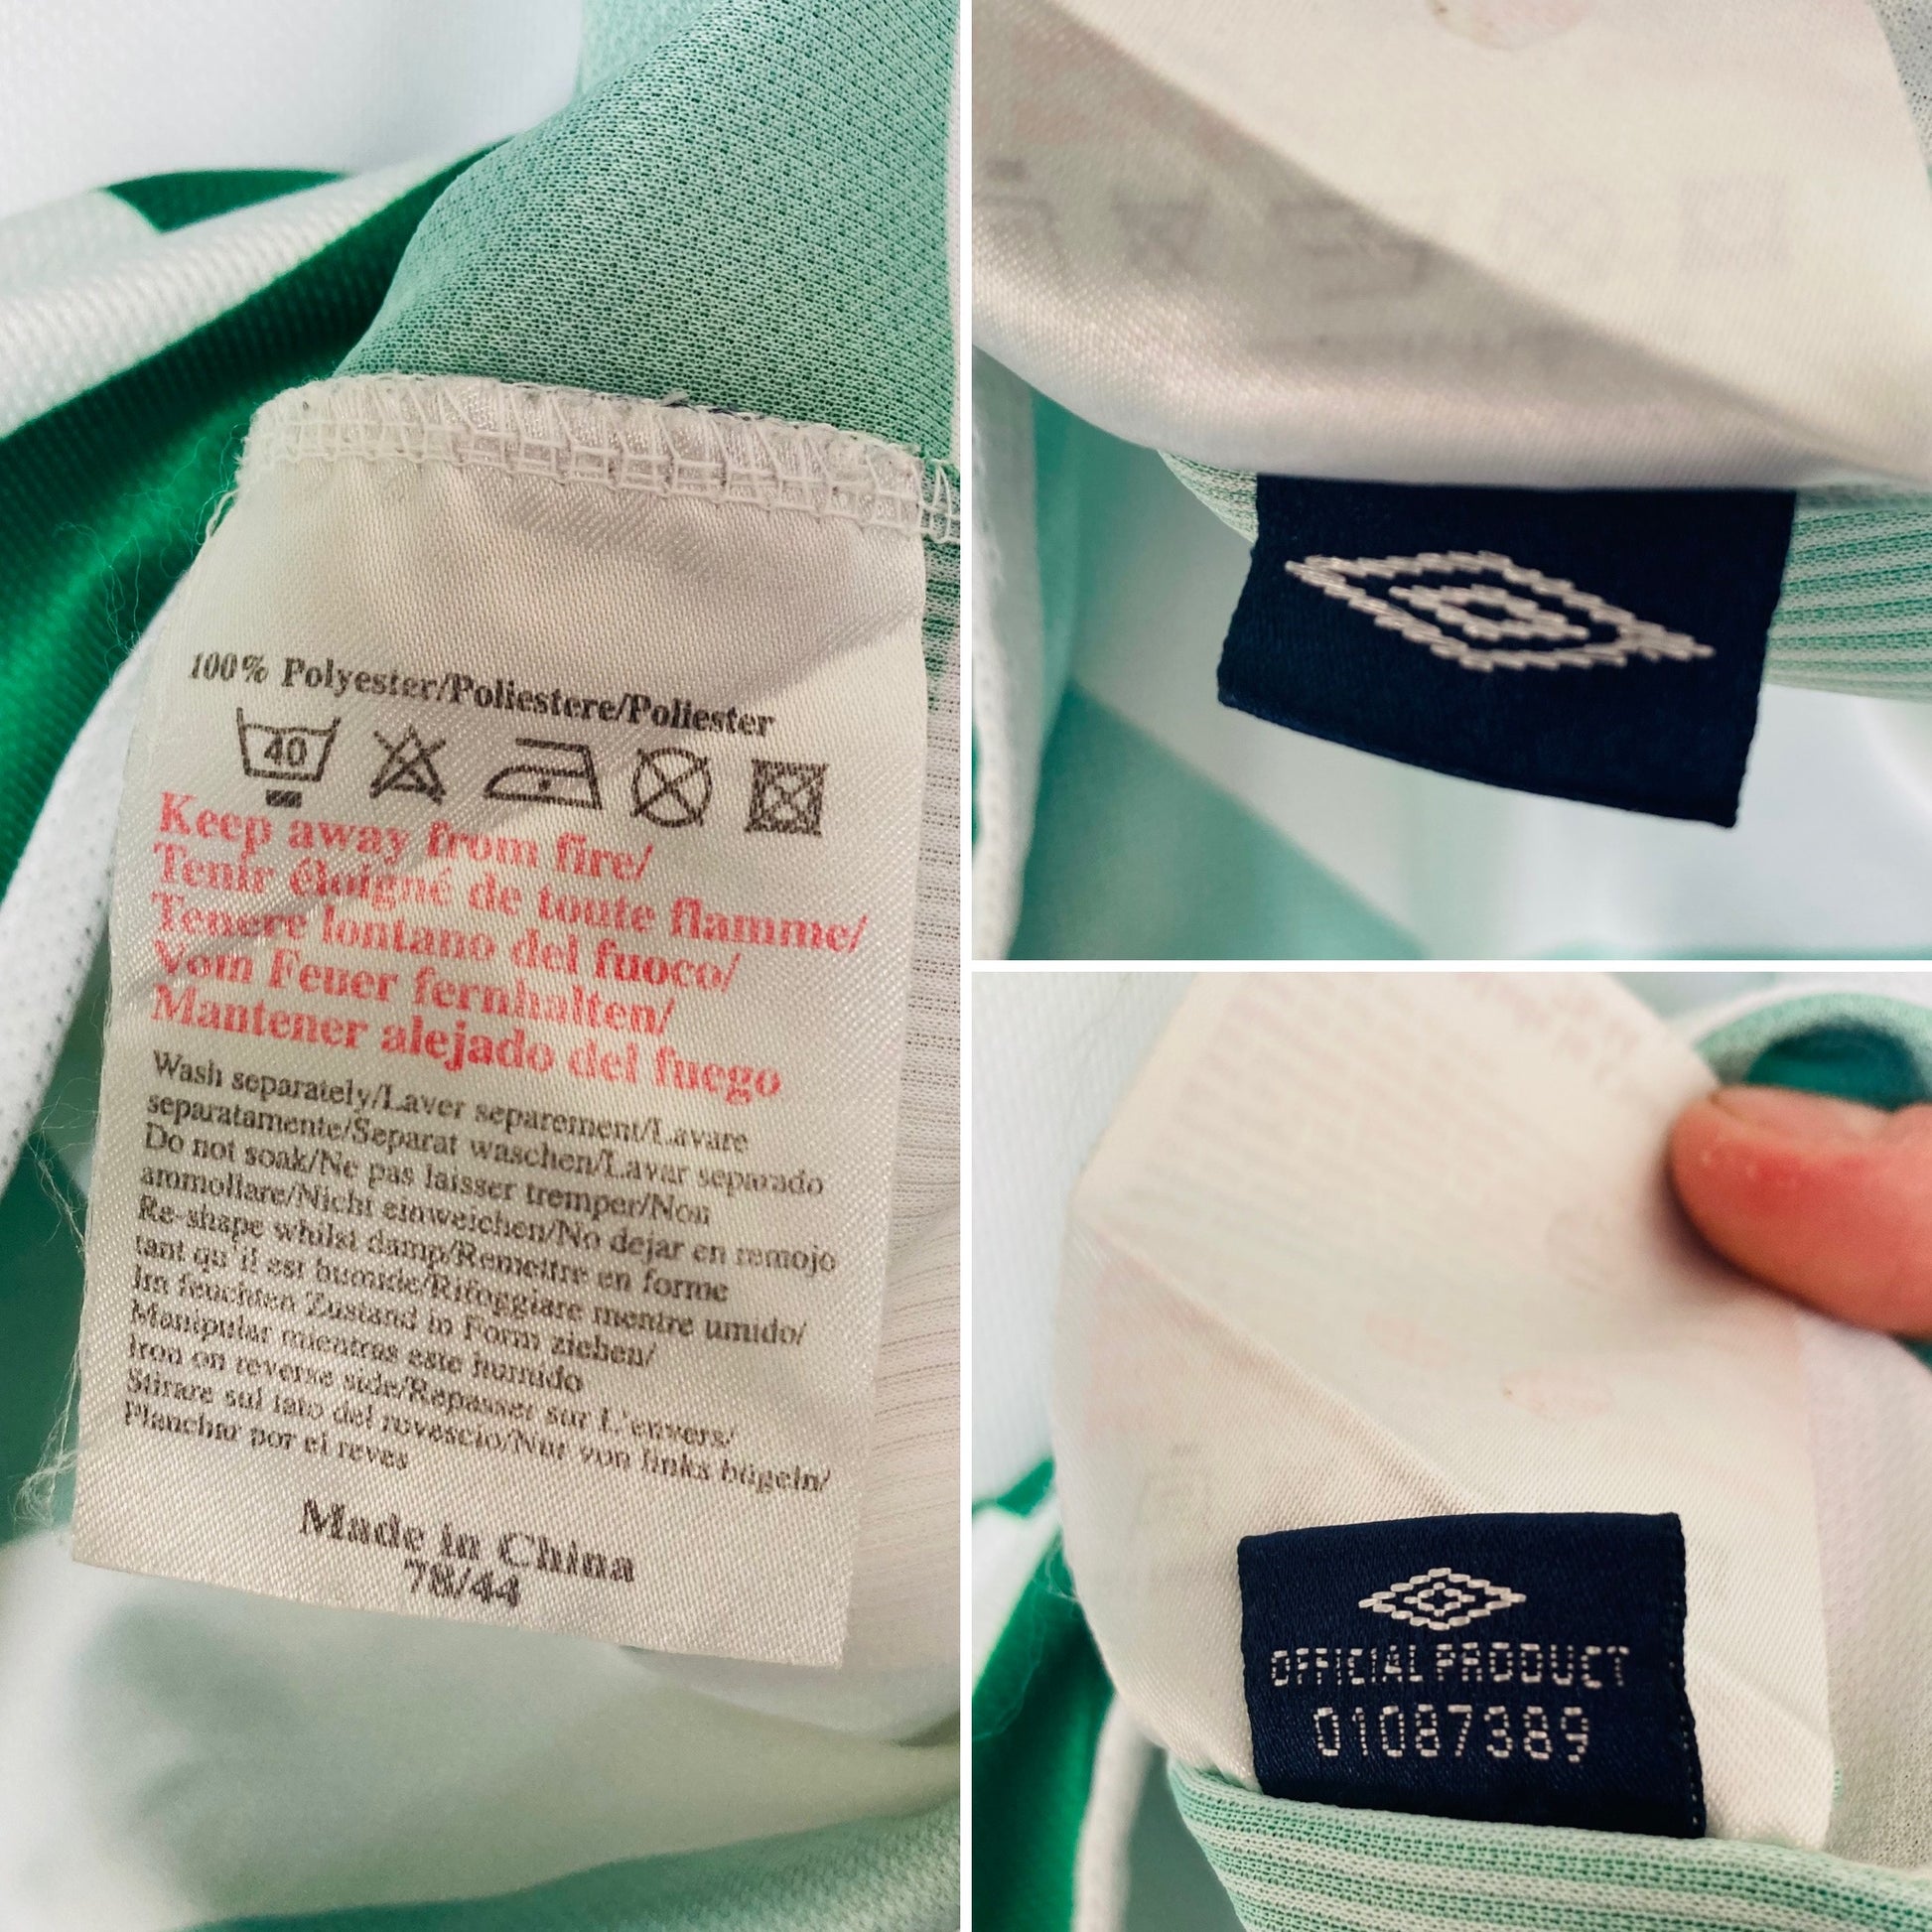 100% Polyester/Poliestere/Poliester
40
Keep away from fire/
Tenir éloigné de toute flamme/
Tenere lontano del fuoco/
Vom Feuer fernhalten/
Mantener alejado del fuego
Wash separately/Laver separement/Lavare
separatamente/Separat waschen/Lavar separado
Do not soak/Ne pas laisser tremper/Non
ammollare/Nicht einweichen/No dejar en remojo
Re-shape whilst damp/Remettre en forme
tant qu'il est humide/Rifoggiare mentre umido/
Im feuchten Zustand in Form ziehen/
Manipular mientras este humido
Iron on reverse side/Repasser sur L'envers/
Stirare sul lato del rovescio/Nur von links bügeln/
Planchar por el reves
Made in China
78/44
OFFICIAL PRODUCT
01087389